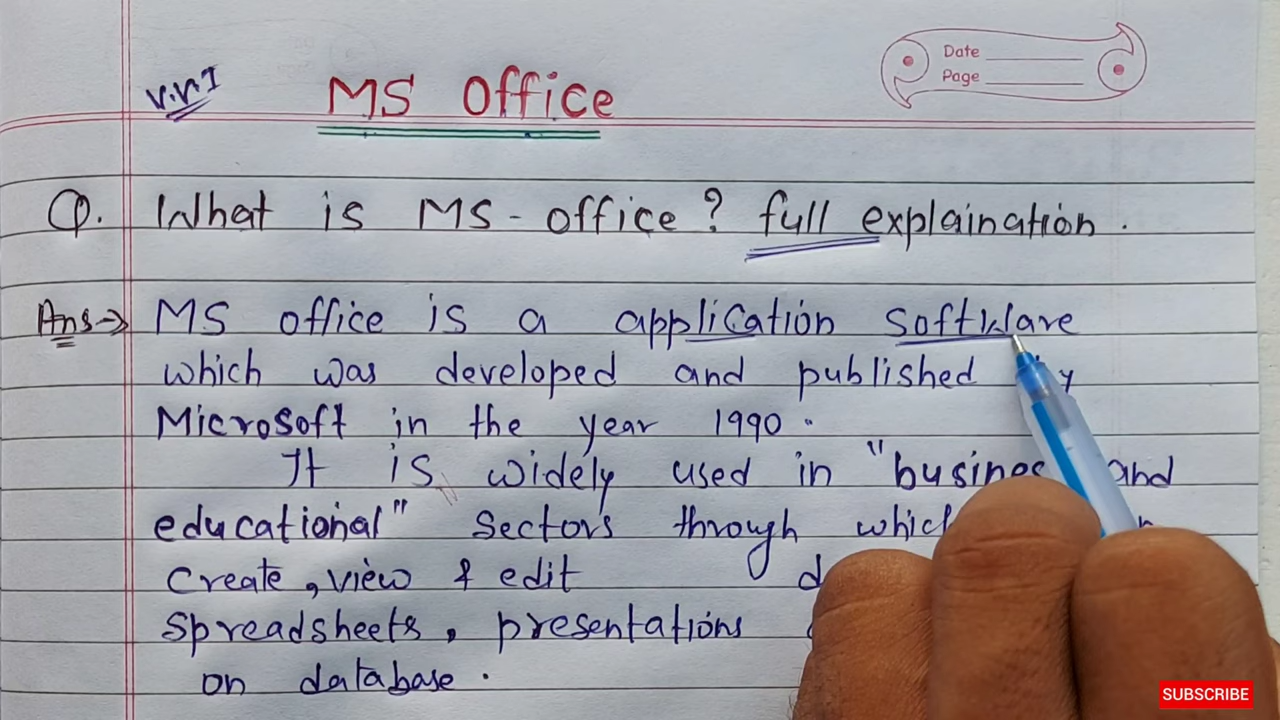 Date
Page
V.V.I
MS Office
Q. What is MS-office? full explaination.
Ans→ MS office is a application software
which was developed and published
Microsoft in the year 1990.
It is widely used in "busines and
educational" sectors through which
Create, view & edit
Spreadsheets, presentations
on database.
SUBSCRIBE